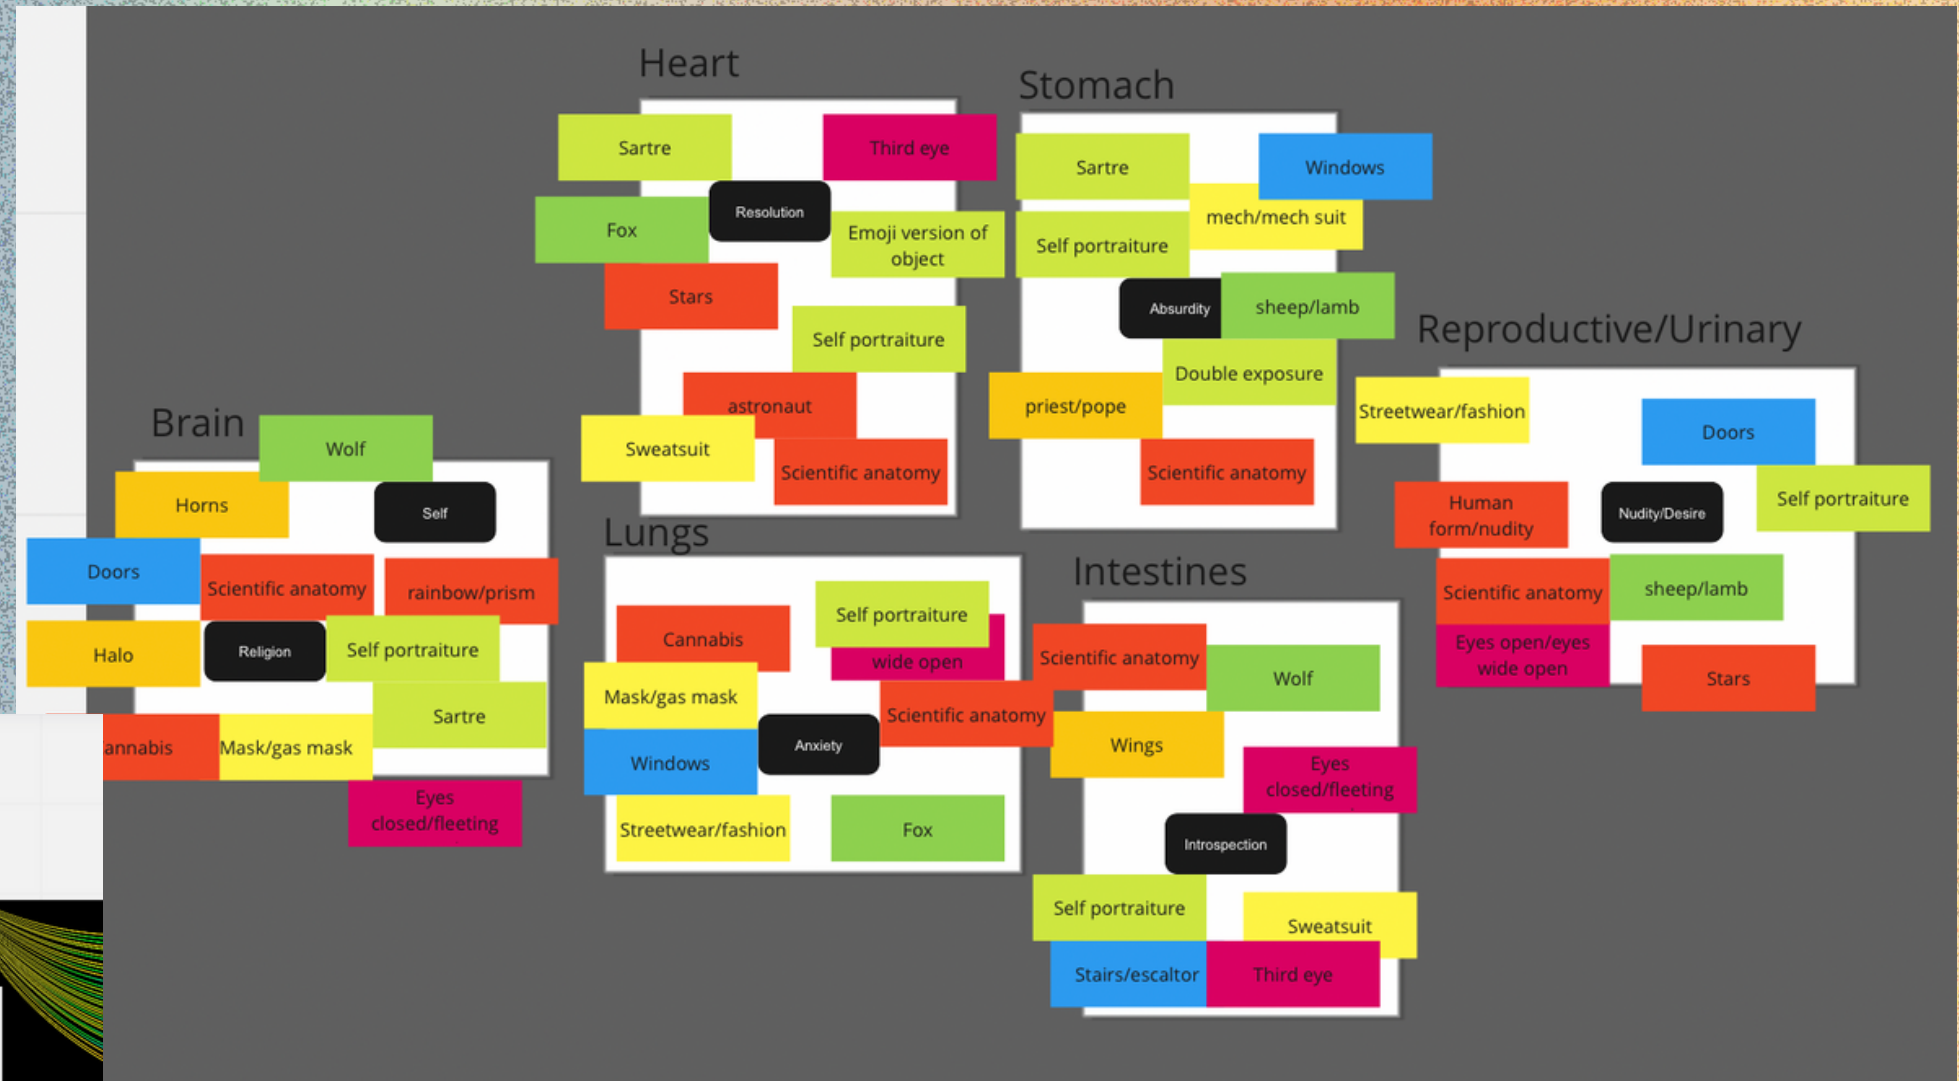 Heart
Sartre
Third eye
Resolution
Fox
Emoji version of
object
Stars
Self portraiture
astronaut
Sweatsuit
Scientific anatomy
Stomach
Sartre
Windows
mech/mech suit
Self portraiture
Absurdity
sheep/lamb
Double exposure
priest/pope
Scientific anatomy
Reproductive/Urinary
Streetwear/fashion
Doors
Self portraiture
Human
form/nudity
Nudity/Desire
Scientific anatomy
sheep/lamb
Eyes open/eyes
wide open
Stars
Brain
Wolf
Horns
Self
Doors
Scientific anatomy
rainbow/prism
Halo
Religion
Self portraiture
Sartre
annabis
Mask/gas mask
Eyes
closed/fleeting
Lungs
Self portraiture
Cannabis
wide open
Mask/gas mask
Scientific anatomy
Anxiety
Windows
Streetwear/fashion
Fox
Intestines
Scientific anatomy
Wolf
Wings
Eyes
closed/fleeting
Introspection
Self portraiture
Sweatsuit
Stairs/escaltor
Third eye